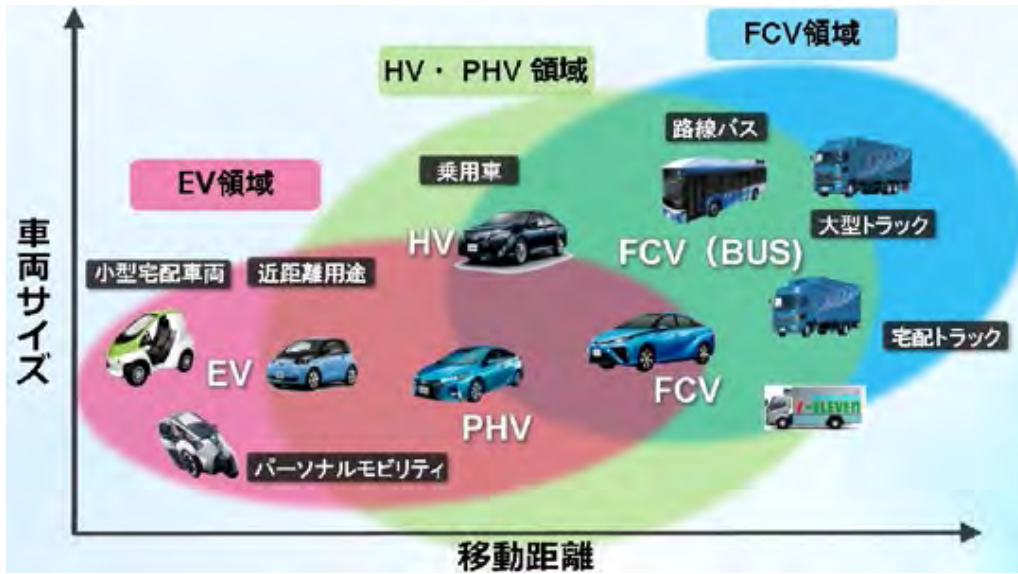 FCV領域
HV・ PHV 領域
EV領域
路線バス
乗用車
大型トラック
HV
FCV（BUS）
小型宅配車両
近距離用途
宅配トラック
EV
PHV
FCV
パーソナルモビリティ
車両サイズ
移動距離